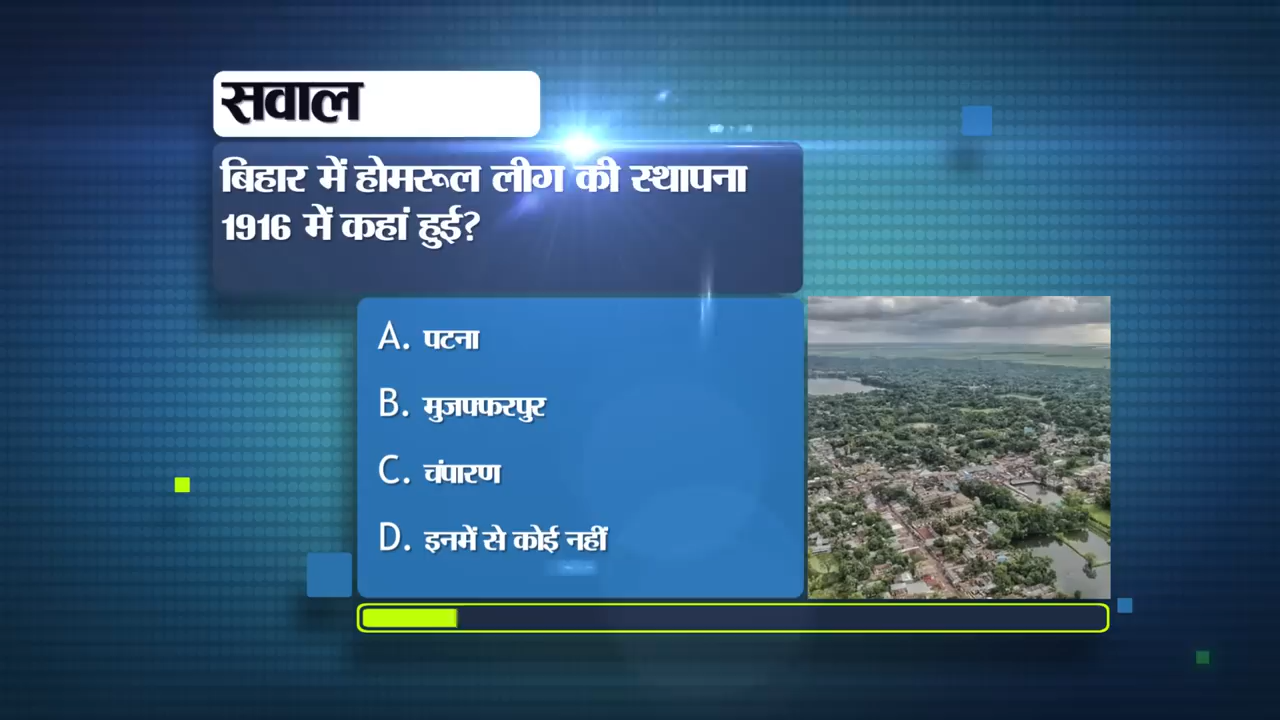 सवाल
बिहार में होमरूल लीग की स्थापना
1916 में कहां हुई?
A. पटना
B. मुजफ्फरपुर
C. चंपारण
D. इनमें से कोई नहीं